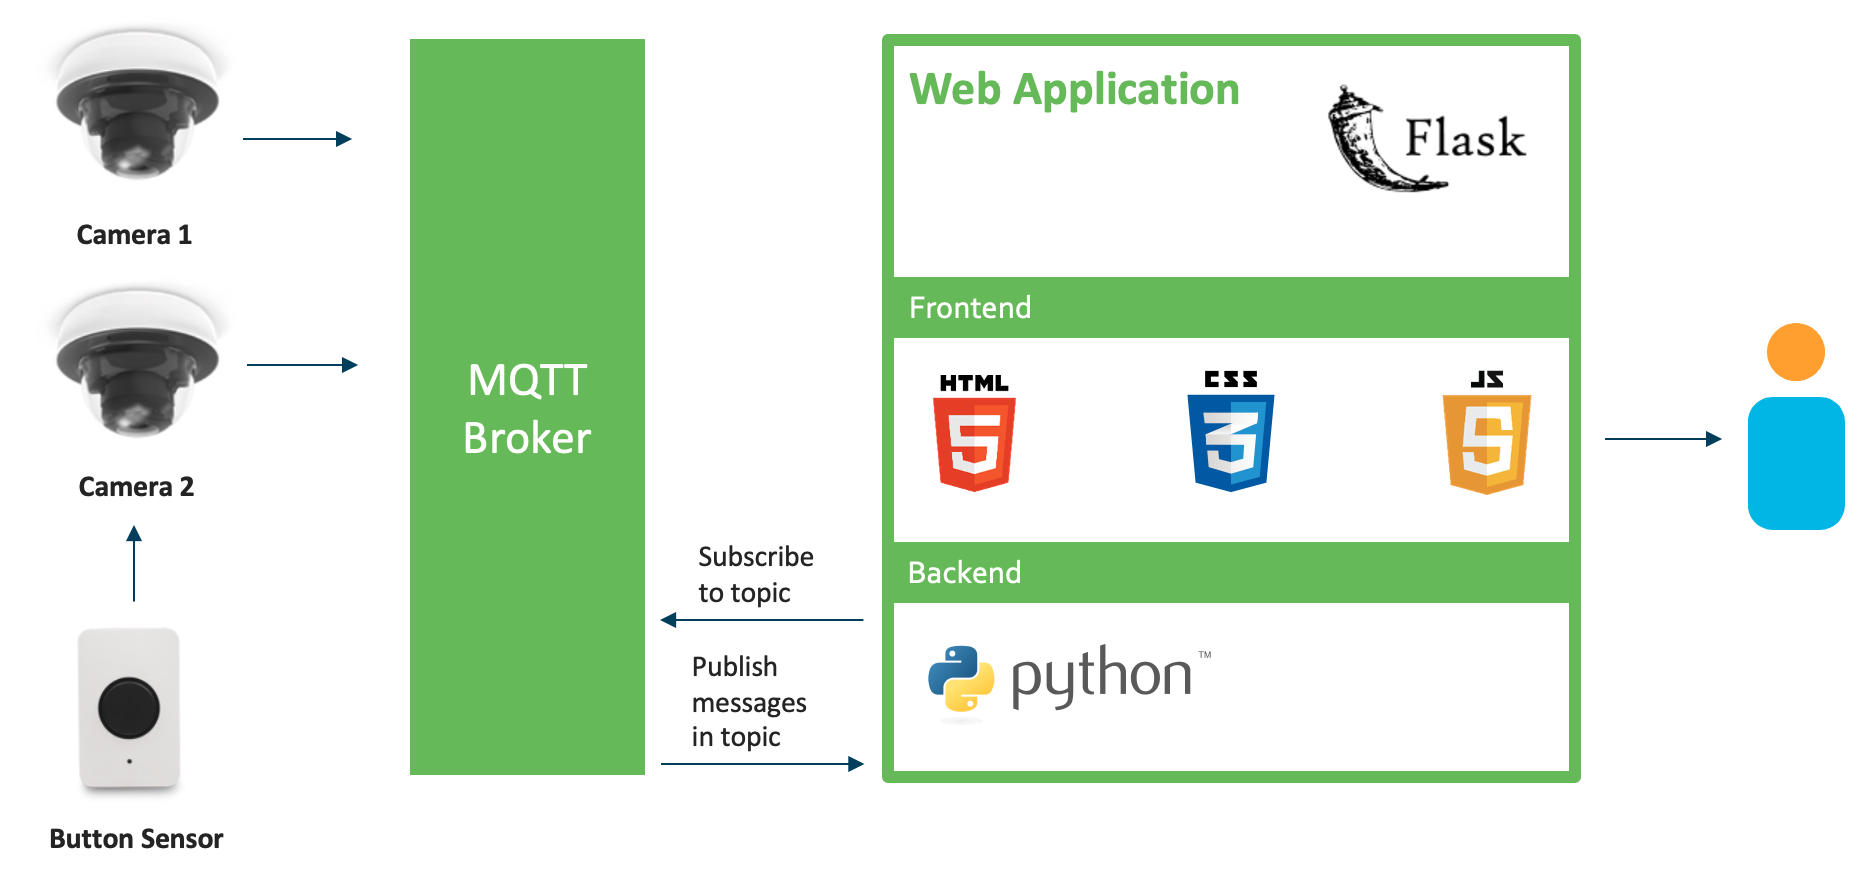 Camera 1
Camera 2
Button Sensor
MQTT
Broker
Subscribe
to topic
Publish
messages
in topic
Web Application
Flask
Frontend
HTML
5
CSS
3
JS
5
Backend
python™